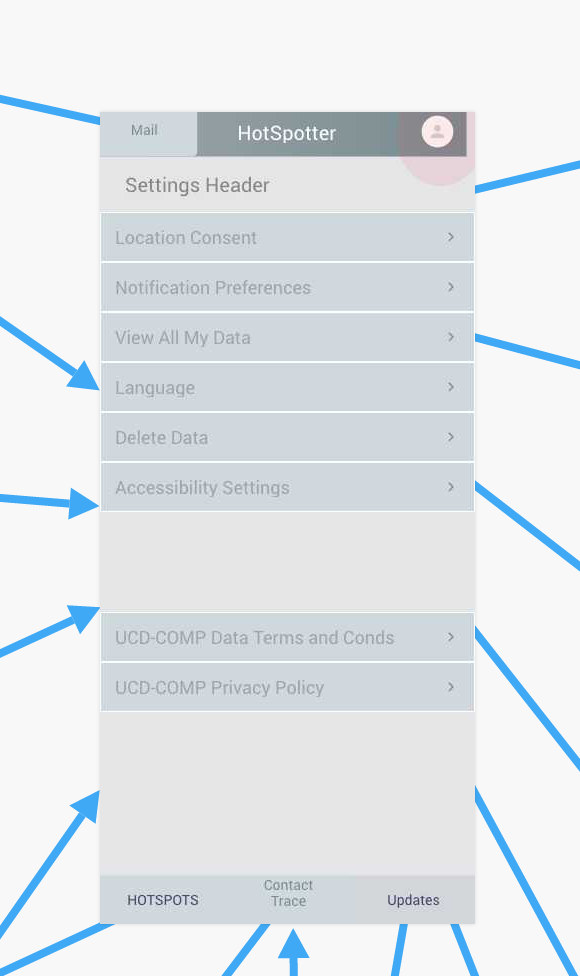 Mail
HotSpotter
Settings Header
Location Consent
Notification Preferences
View All My Data
Language
Delete Data
Accessibility Settings
UCD-COMP Data Terms and Conds
UCD-COMP Privacy Policy
HOTSPOTS
Contact
Trace
Updates